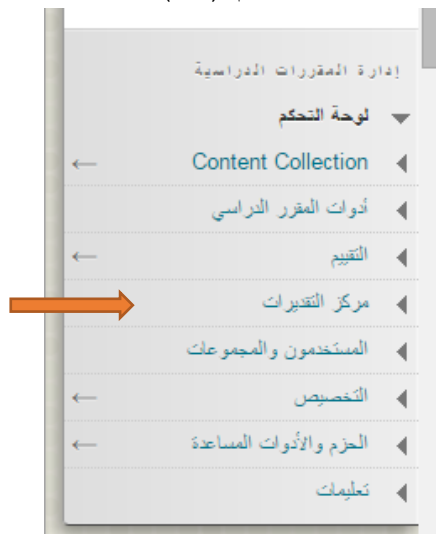 إدارة المقررات الدراسية
لوحة التحكم
Content Collection
أدوات المقرر الدراسي
التقييم
مركز التقديرات
المستخدمون والمجموعات
التخصيص
الحزم والأدوات المساعدة
تعليمات